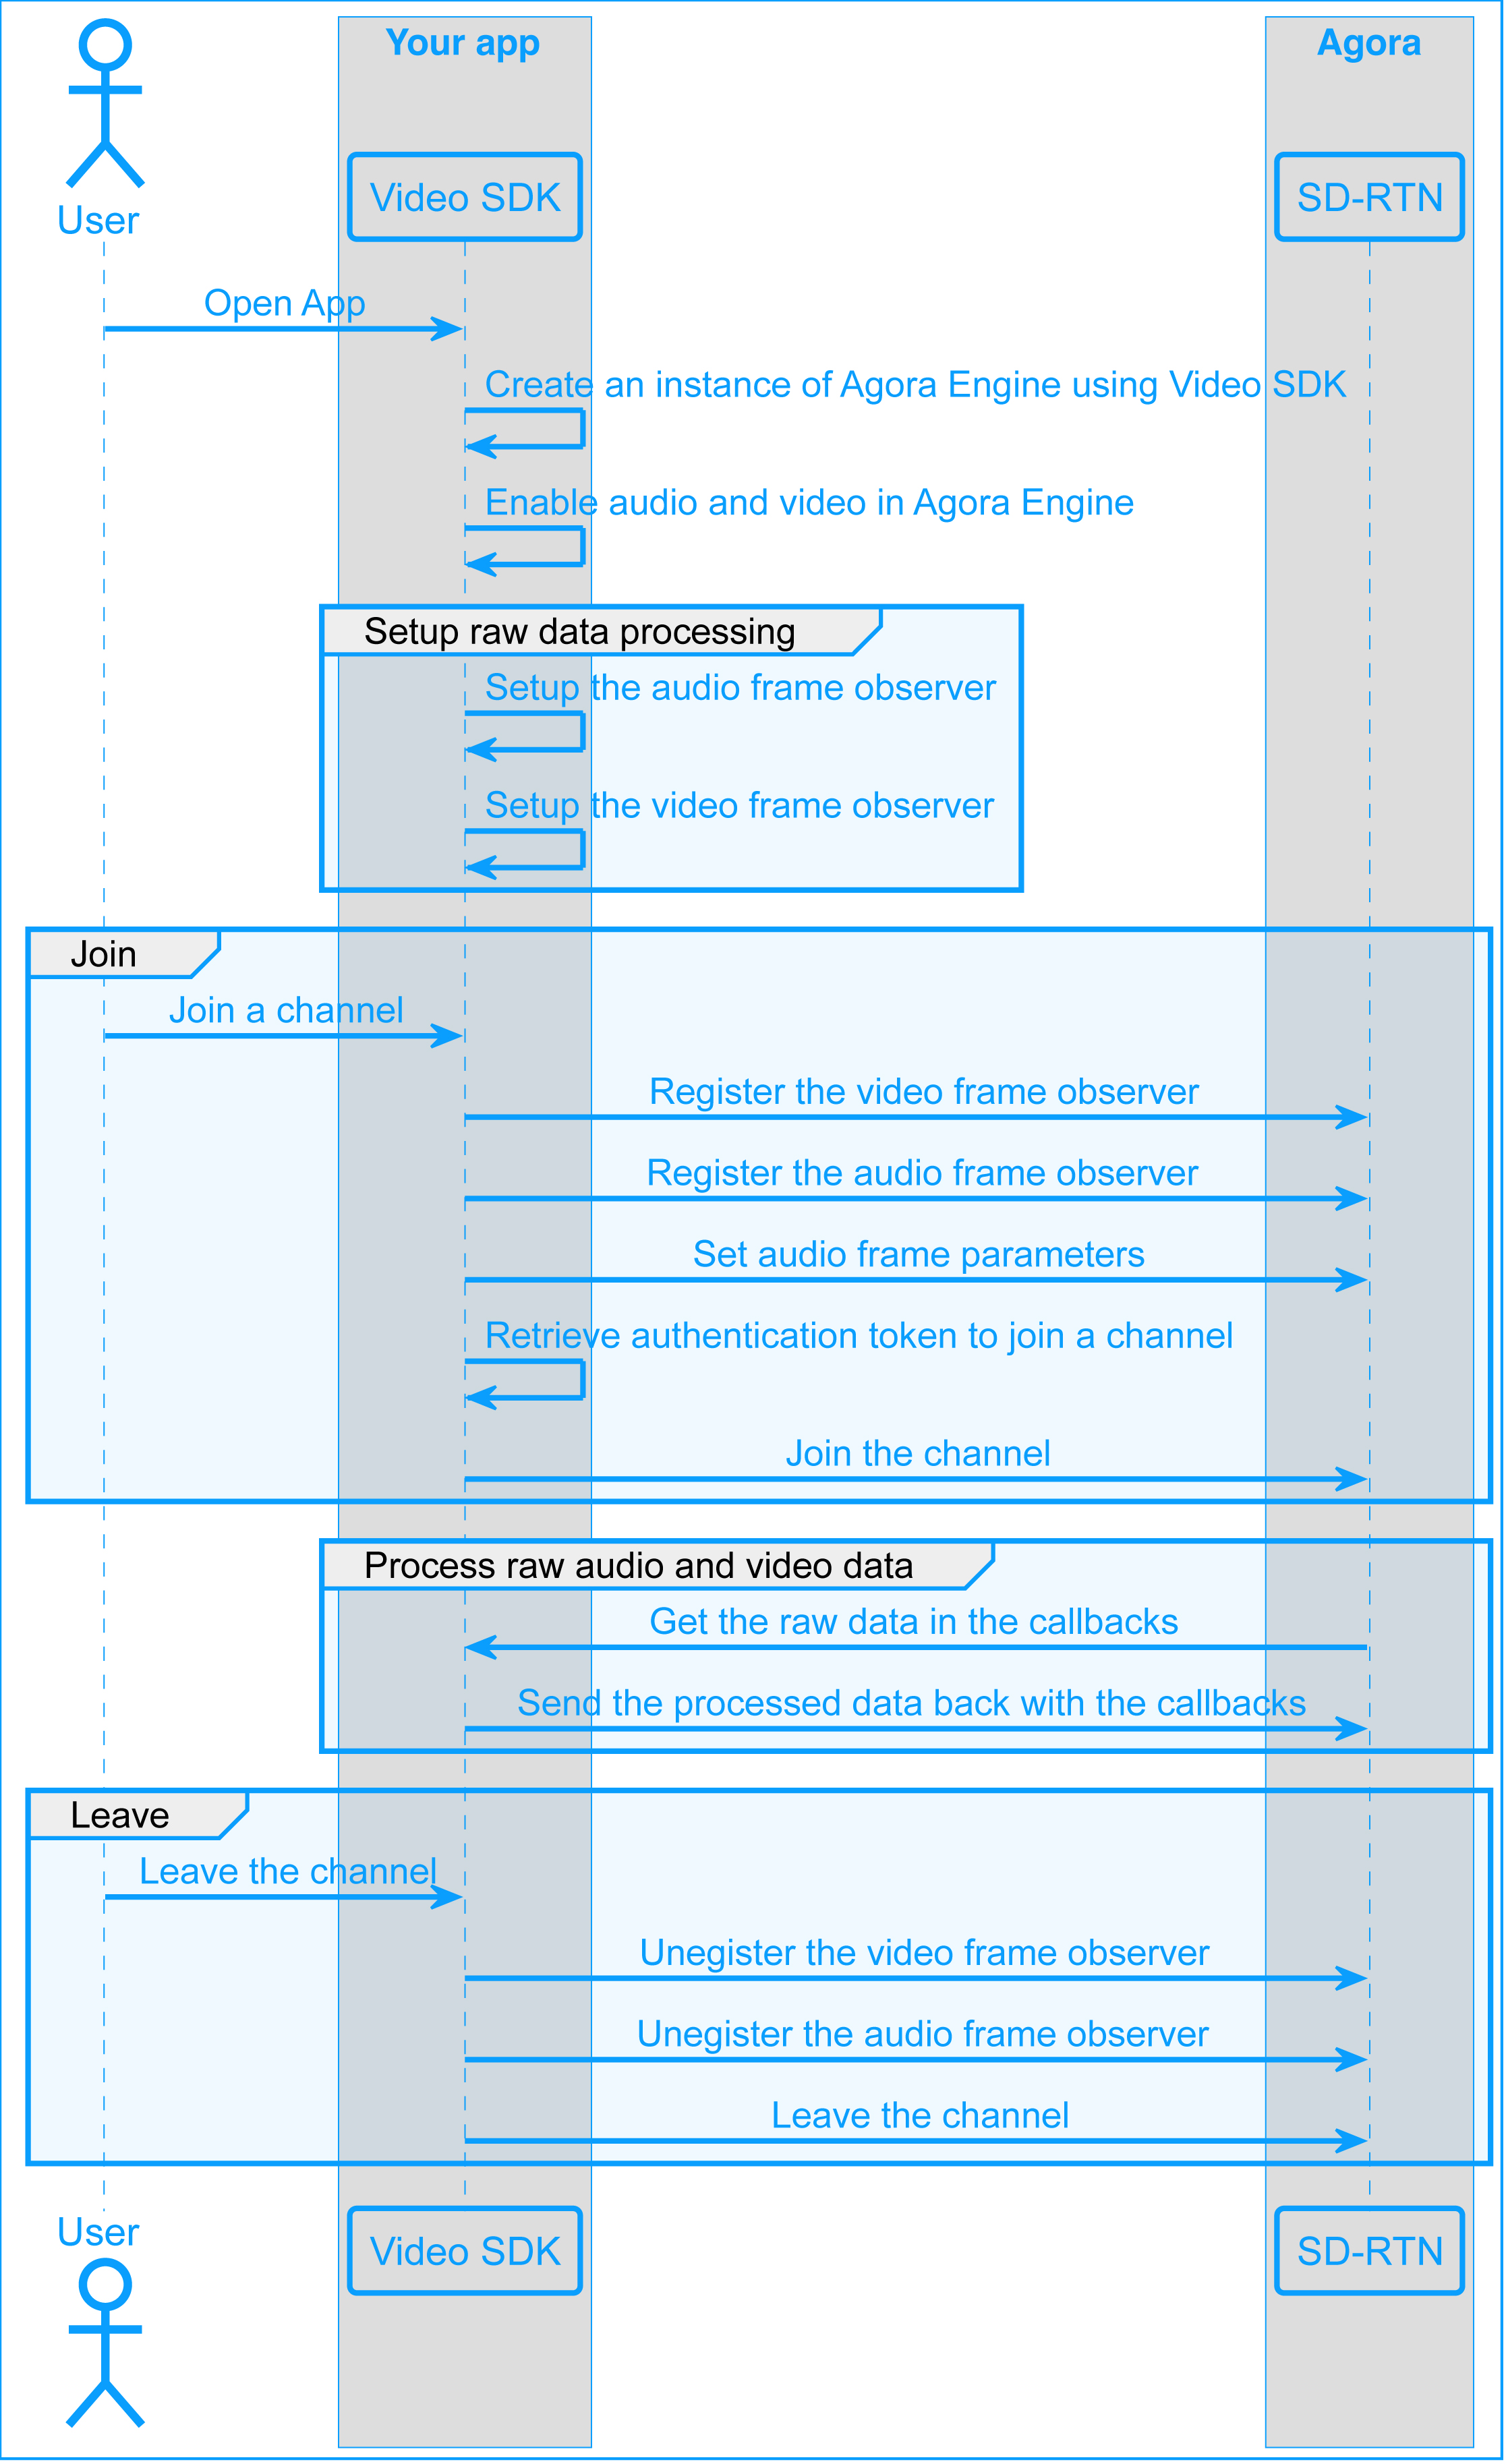 Your app
Agora
User
Video SDK
SD-RTN
Open App
Create an instance of Agora Engine using Video SDK
Enable audio and video in Agora Engine
Setup raw data processing
Setup the audio frame observer
Setup the video frame observer
Join
Join a channel
Register the video frame observer
Register the audio frame observer
Set audio frame parameters
Retrieve authentication token to join a channel
Join the channel
Process raw audio and video data
Get the raw data in the callbacks
Send the processed data back with the callbacks
Leave
Leave the channel
Unegister the video frame observer
Unegister the audio frame observer
Leave the channel
User
Video SDK
SD-RTN